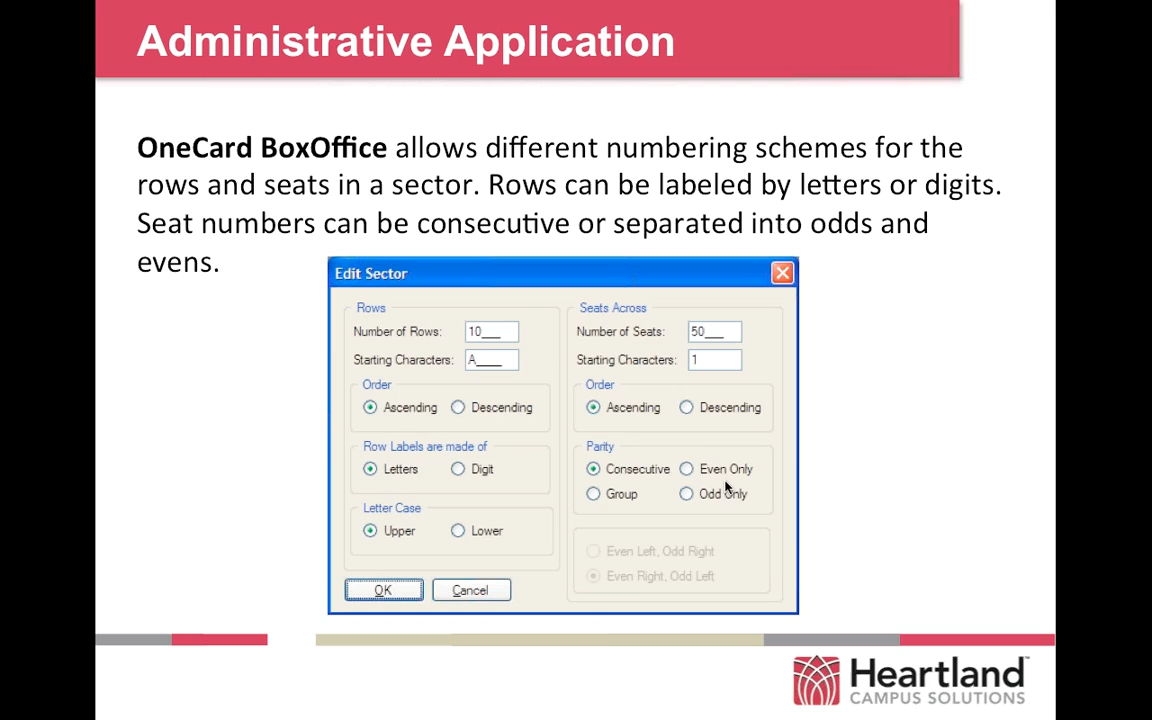 Administrative Application
OneCard BoxOffice allows different numbering schemes for the
rows and seats in a sector. Rows can be labeled by letters or digits.
Seat numbers can be consecutive or separated into odds and
evens.
Edit Sector
Rows
Number of Rows: 10___
Starting Characters: A____
Order
Ascending Descending
Row Labels are made of
Letters Digit
Letter Case
Upper Lower
OK Cancel
Seats Across
Number of Seats: 50___
Starting Characters: 1
Order
Ascending Descending
Parity
Consecutive Even Only
Group Odd Only
Even Left, Odd Right
Even Right, Odd Left
Heartland™
CAMPUS SOLUTIONS